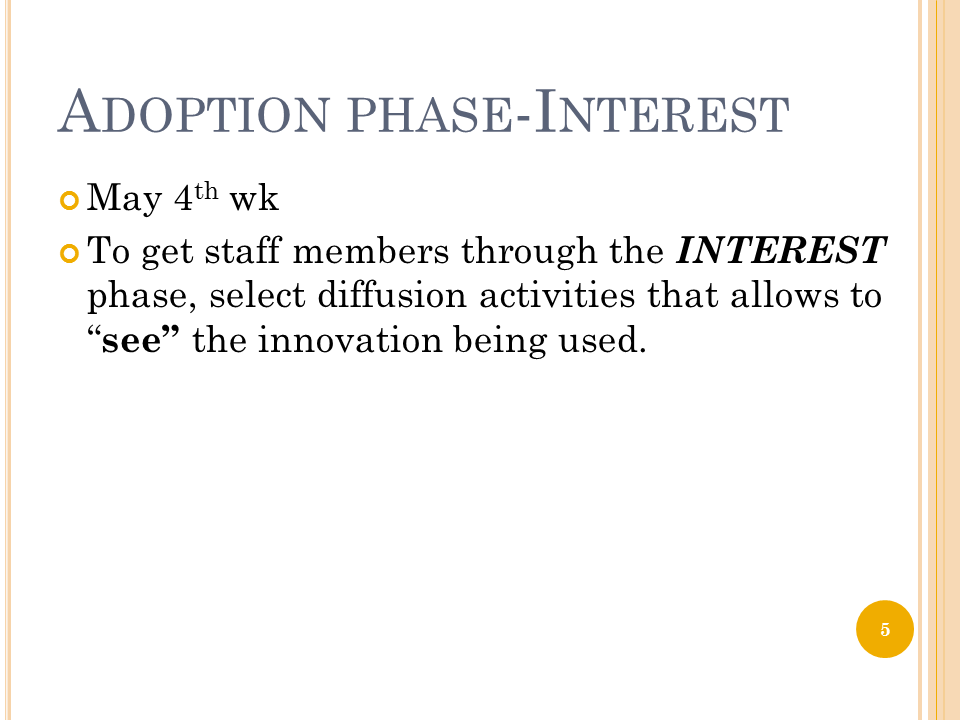 ADOPTION PHASE-INTEREST
May 4th wk
To get staff members through the INTEREST
phase, select diffusion activities that allows to
“see” the innovation being used.
5